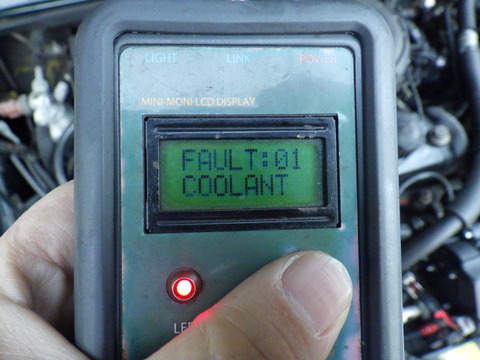 LIGHT LINK POWER
MINI-MONI LCD DISPLAY
FAULT:01
COOLANT